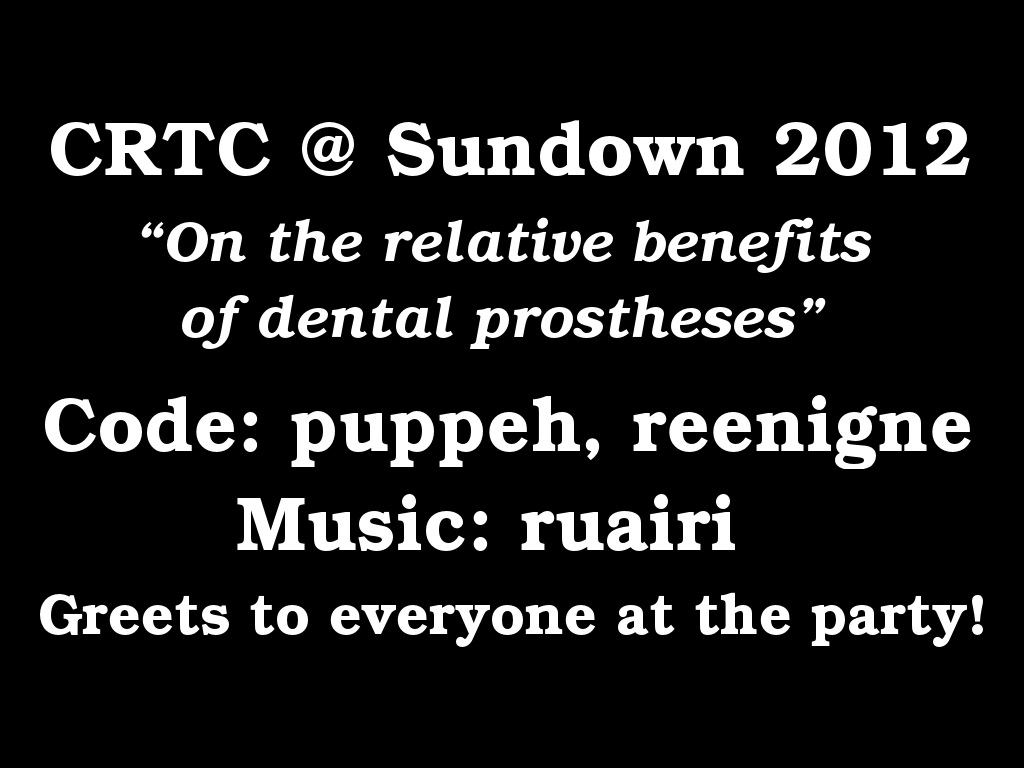 CRTC @ Sundown 2012
“On the relative benefits
of dental prostheses”
Code: puppeh, reenigne
Music: ruairi
Greets to everyone at the party!